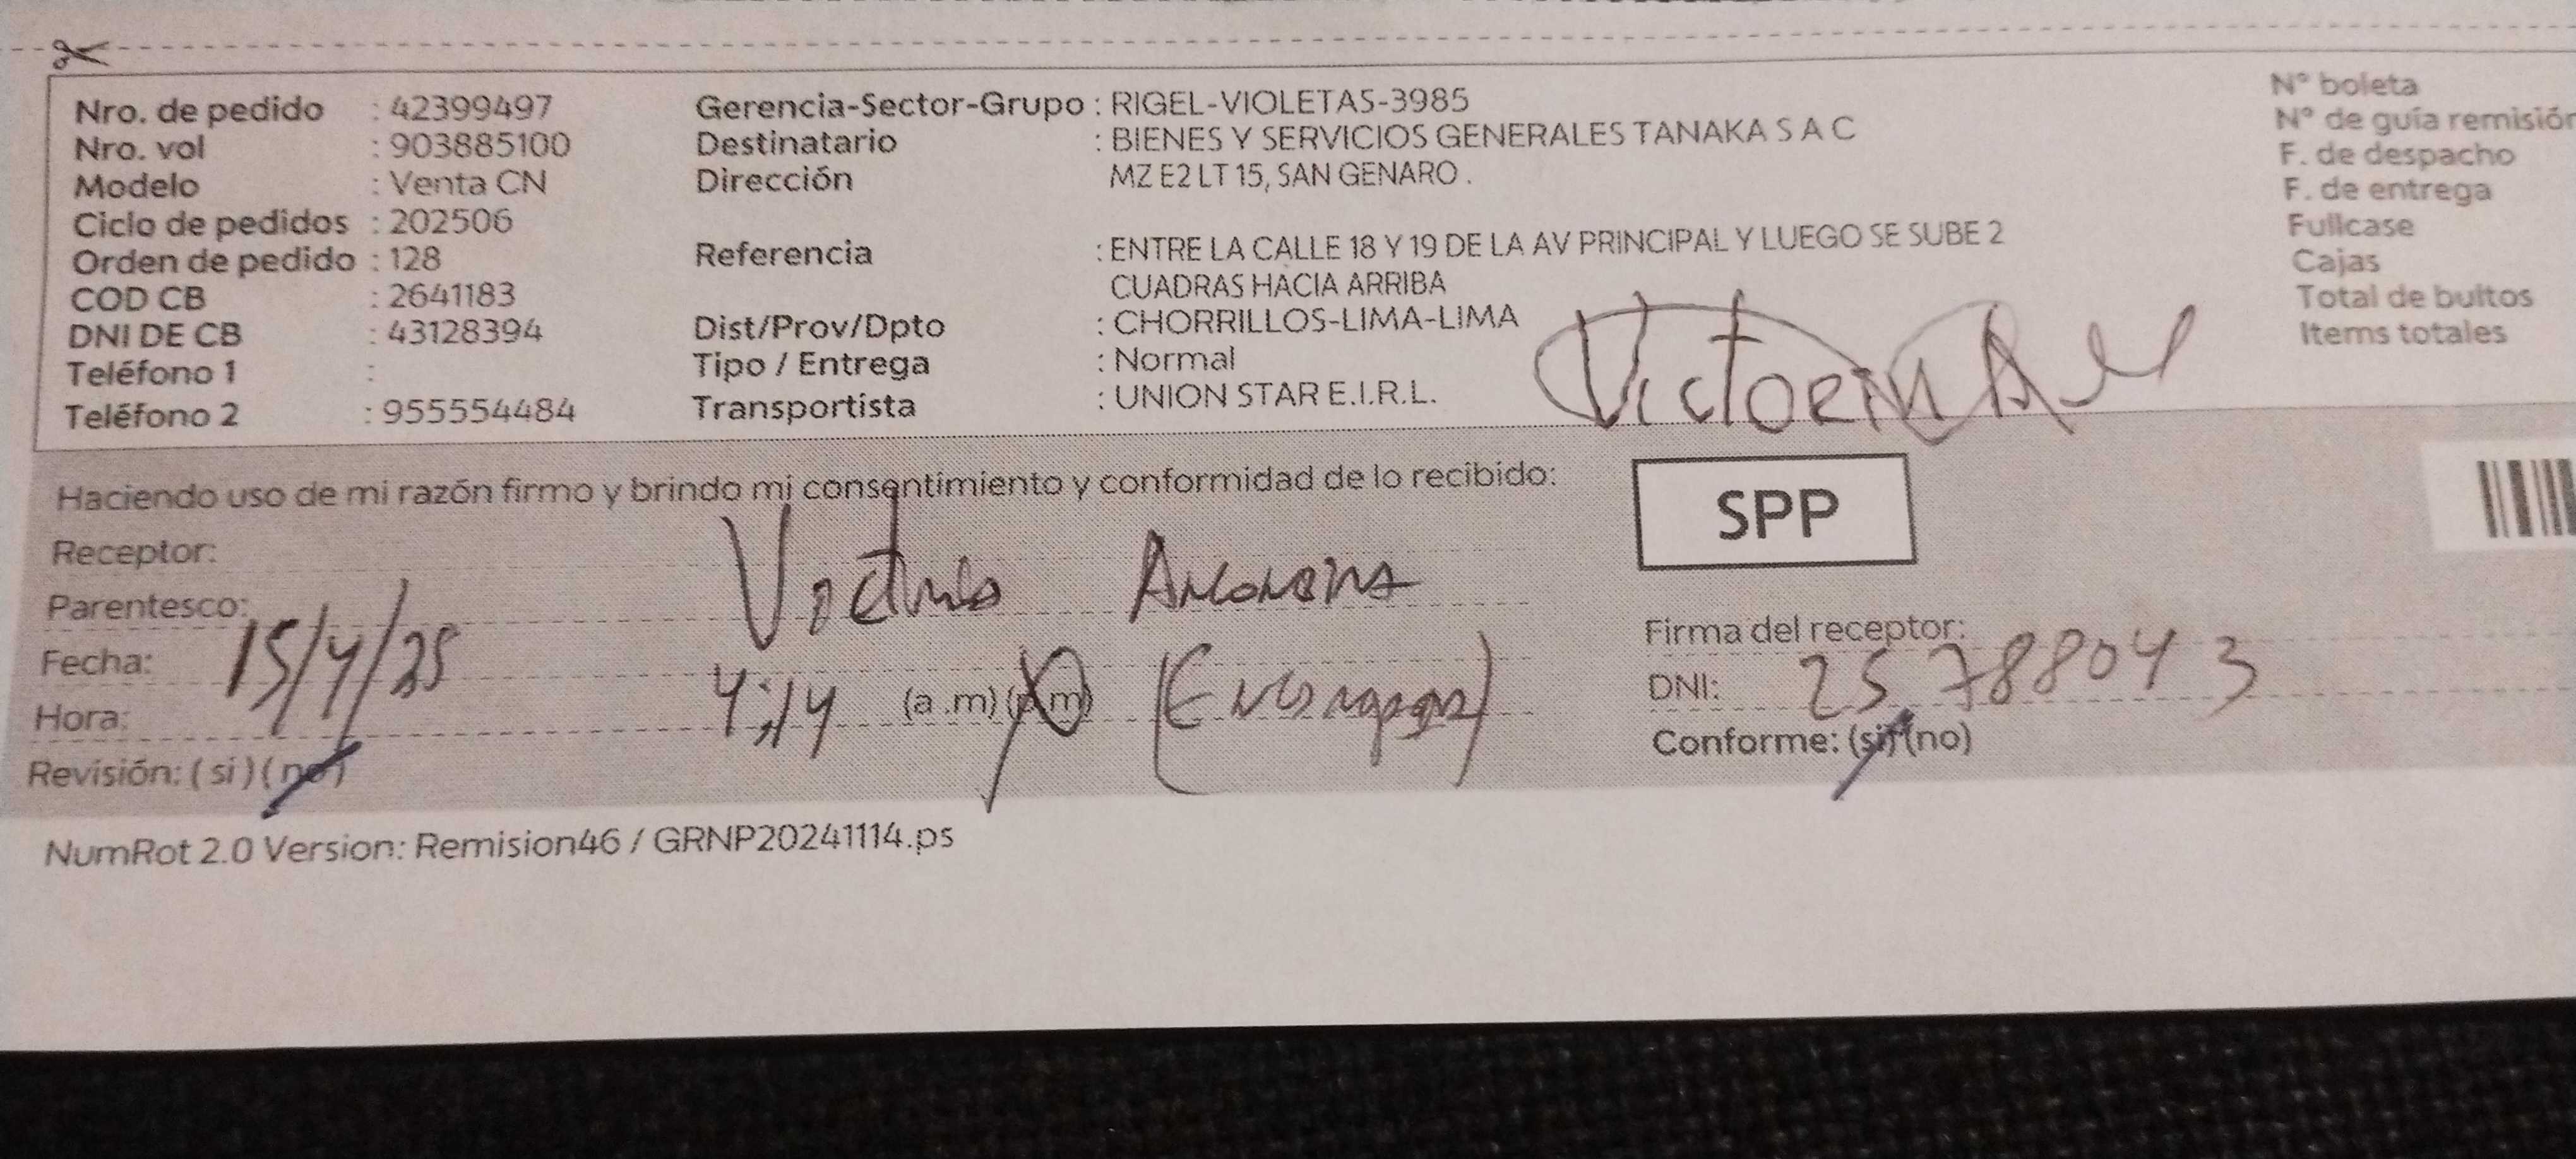 Nro. de pedido : 42399497
Nro. vol : 903885100
Modelo : Venta CN
Ciclo de pedidos : 202506
Orden de pedido : 128
COD CB : 2641183
DNI DE CB : 43128394
Teléfono 1 :
Teléfono 2 : 955554484
Gerencia-Sector-Grupo : RIGEL-VIOLETAS-3985
Destinatario : BIENES Y SERVICIOS GENERALES TANAKA S A C
Dirección MZ E2 LT 15, SAN GENARO .
Referencia : ENTRE LA CALLE 18 Y 19 DE LA AV PRINCIPAL Y LUEGO SE SUBE 2
CUADRAS HACIA ARRIBA
Dist/Prov/Dpto : CHORRILLOS-LIMA-LIMA
Tipo / Entrega : Normal
Transportista : UNION STAR E.I.R.L.
N° boleta
N° de guía remisión
F. de despacho
F. de entrega
Fullcase
Cajas
Total de bultos
Items totales
Haciendo uso de mi razón firmo y brindo mi consentimiento y conformidad de lo recibido:
SPP
Receptor:
Parentesco:
Fecha: 15/4/25
Hora: 4:14 (a .m) (p.m)
Revisión: ( si ) ( no )
Firma del receptor:
DNI: 25788043
Conforme: (si) (no)
NumRot 2.0 Version: Remision46 / GRNP20241114.ps